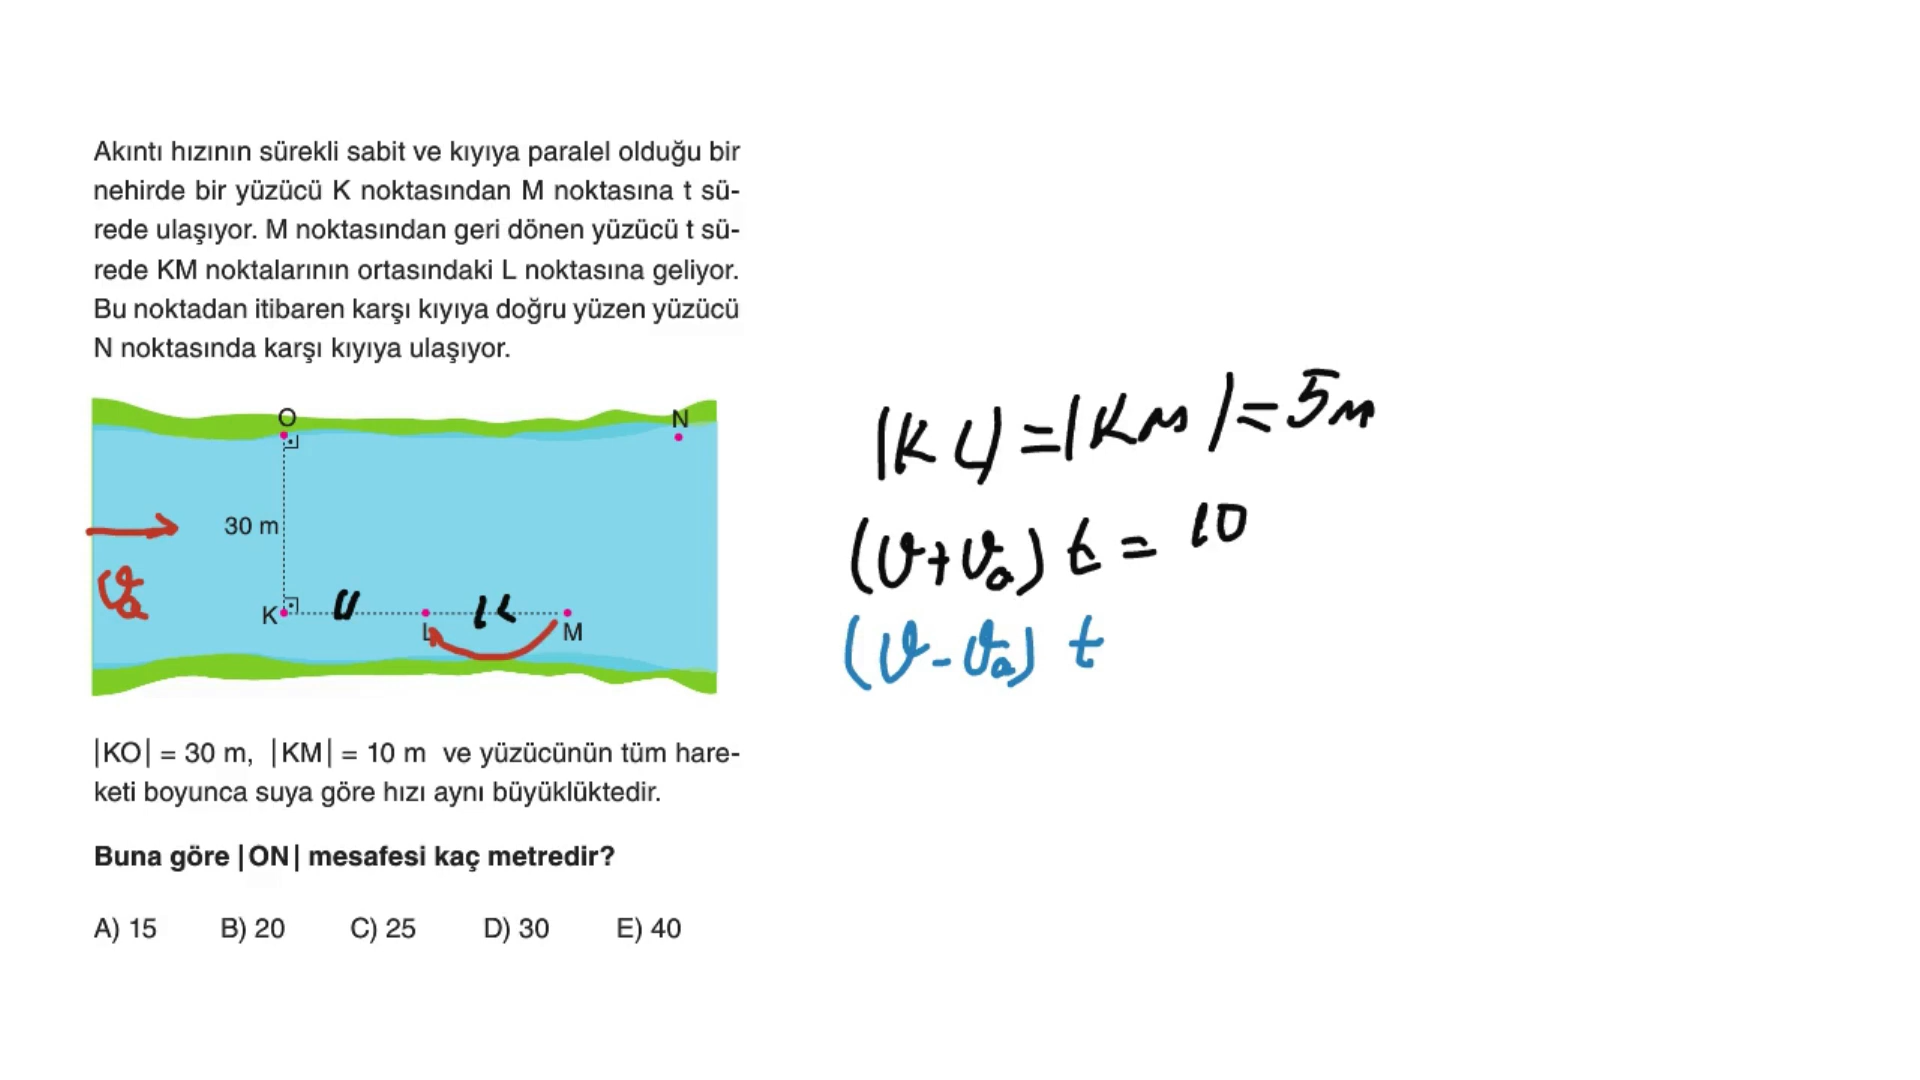 Akıntı hızının sürekli sabit ve kıyıya paralel olduğu bir
nehirde bir yüzücü K noktasından M noktasına t sü-
rede ulaşıyor. M noktasından geri dönen yüzücü t sü-
rede KM noktalarının ortasındaki L noktasına geliyor.
Bu noktadan itibaren karşı kıyıya doğru yüzen yüzücü
N noktasında karşı kıyıya ulaşıyor.
O
N
30 m
K
L
M
|KL|=|KM|=5m
(v+vₐ) t = 10
(v-vₐ) t
vₐ
|KO| = 30 m, |KM| = 10 m ve yüzücünün tüm hare-
keti boyunca suya göre hızı aynı büyüklüktedir.
Buna göre |ON| mesafesi kaç metredir?
A) 15 B) 20 C) 25 D) 30 E) 40